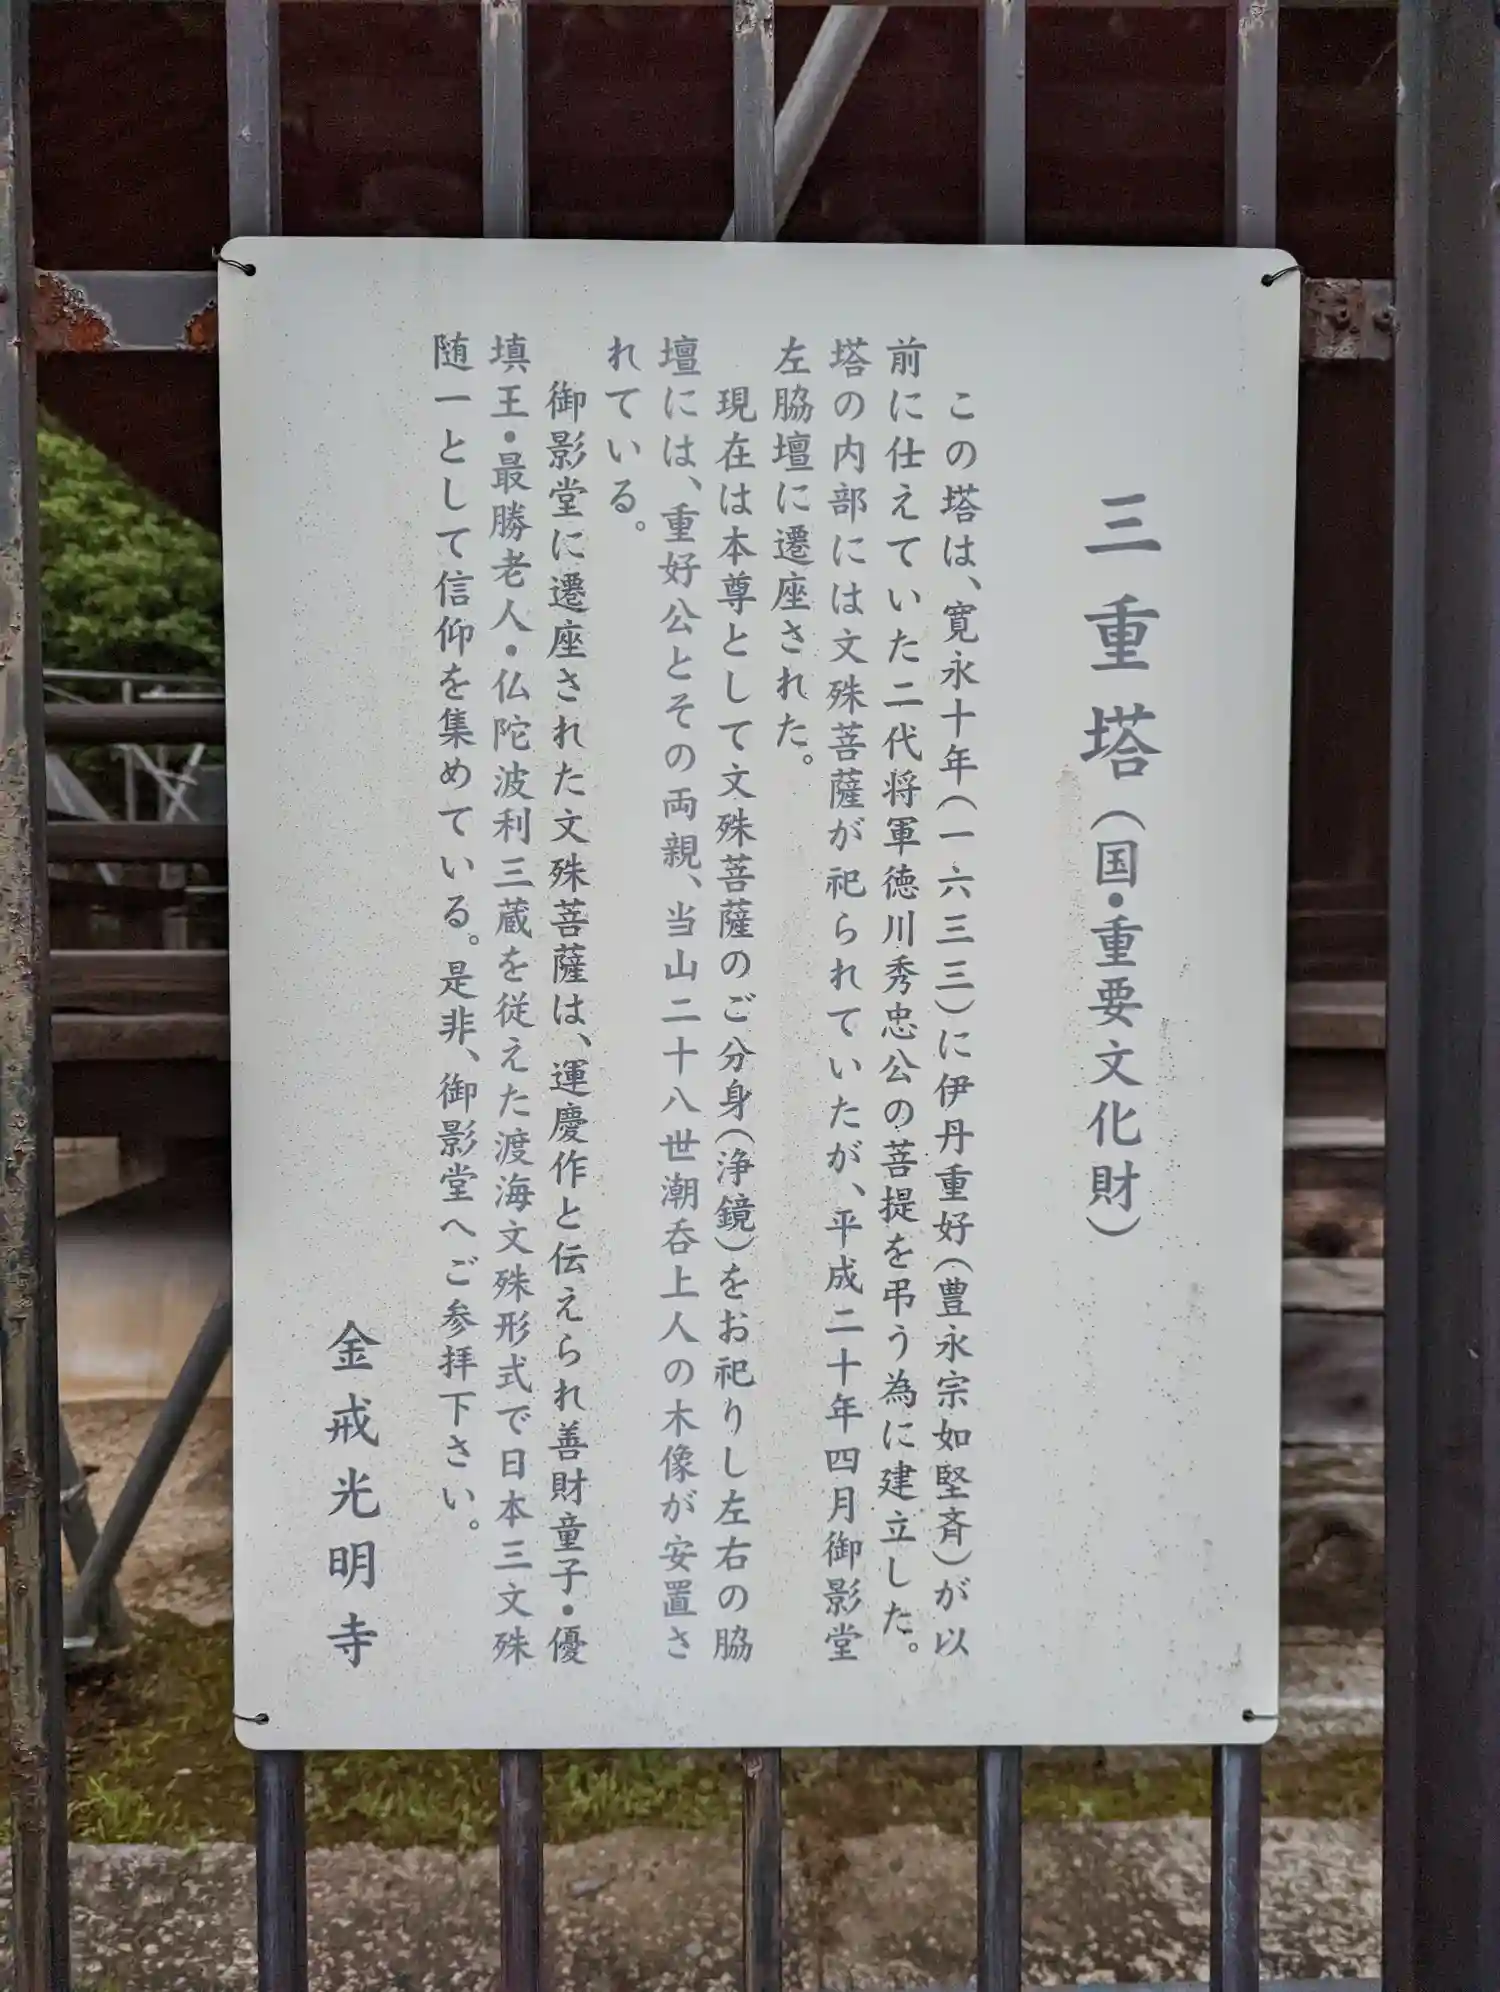 三重塔（国・重要文化財）
この塔は、寛永十年（一六三三）に伊丹重好（豊永宗如堅斉）が以
前に仕えていた二代将軍徳川秀忠公の菩提を弔う為に建立した。
塔の内部には文殊菩薩が祀られていたが、平成二十年四月御影堂
左脇壇に遷座された。
現在は本尊として文殊菩薩のご分身（浄鏡）をお祀りし左右の脇
壇には、重好公とその両親、当山二十八世潮呑上人の木像が安置さ
れている。
御影堂に遷座された文殊菩薩は、運慶作と伝えられ善財童子・優
填王・最勝老人・仏陀波利三蔵を従えた渡海文殊形式で日本三文殊
随一として信仰を集めている。是非、御影堂へご参拝下さい。
金戒光明寺